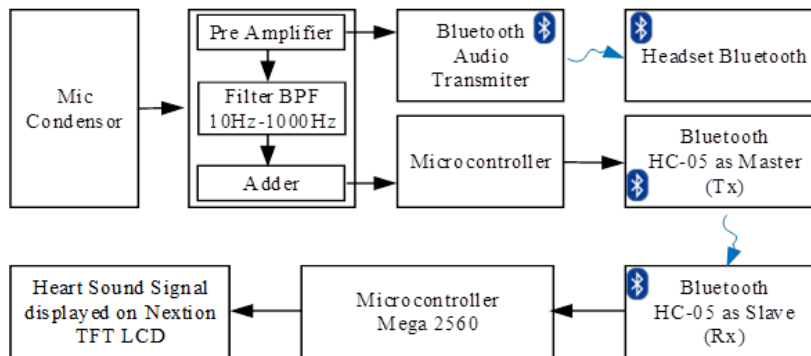 Mic
Condensor
Pre Amplifier
Filter BPF
10Hz-1000Hz
Adder
Bluetooth
Audio
Transmiter
Headset Bluetooth
Microcontroller
Bluetooth
HC-05 as Master
(Tx)
Heart Sound Signal
displayed on Nextion
TFT LCD
Microcontroller
Mega 2560
Bluetooth
HC-05 as Slave
(Rx)